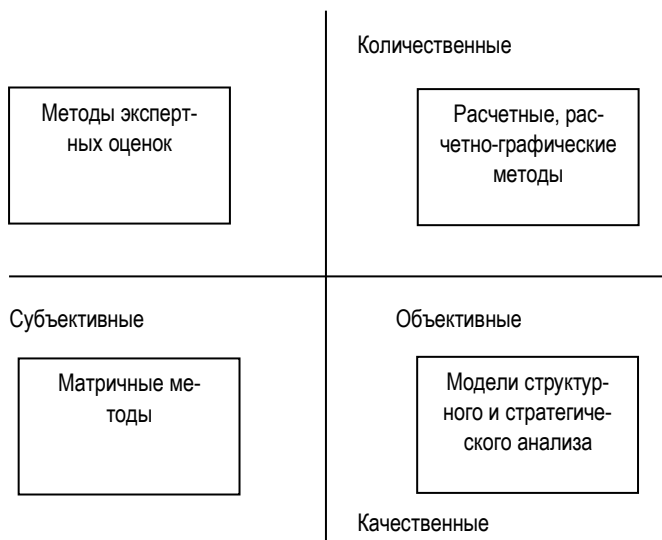 Количественные
Методы эксперт-
ных оценок
Расчетные, рас-
четно-графические
методы
Субъективные
Объективные
Матричные ме-
тоды
Модели структур-
ного и стратегиче-
ского анализа
Качественные